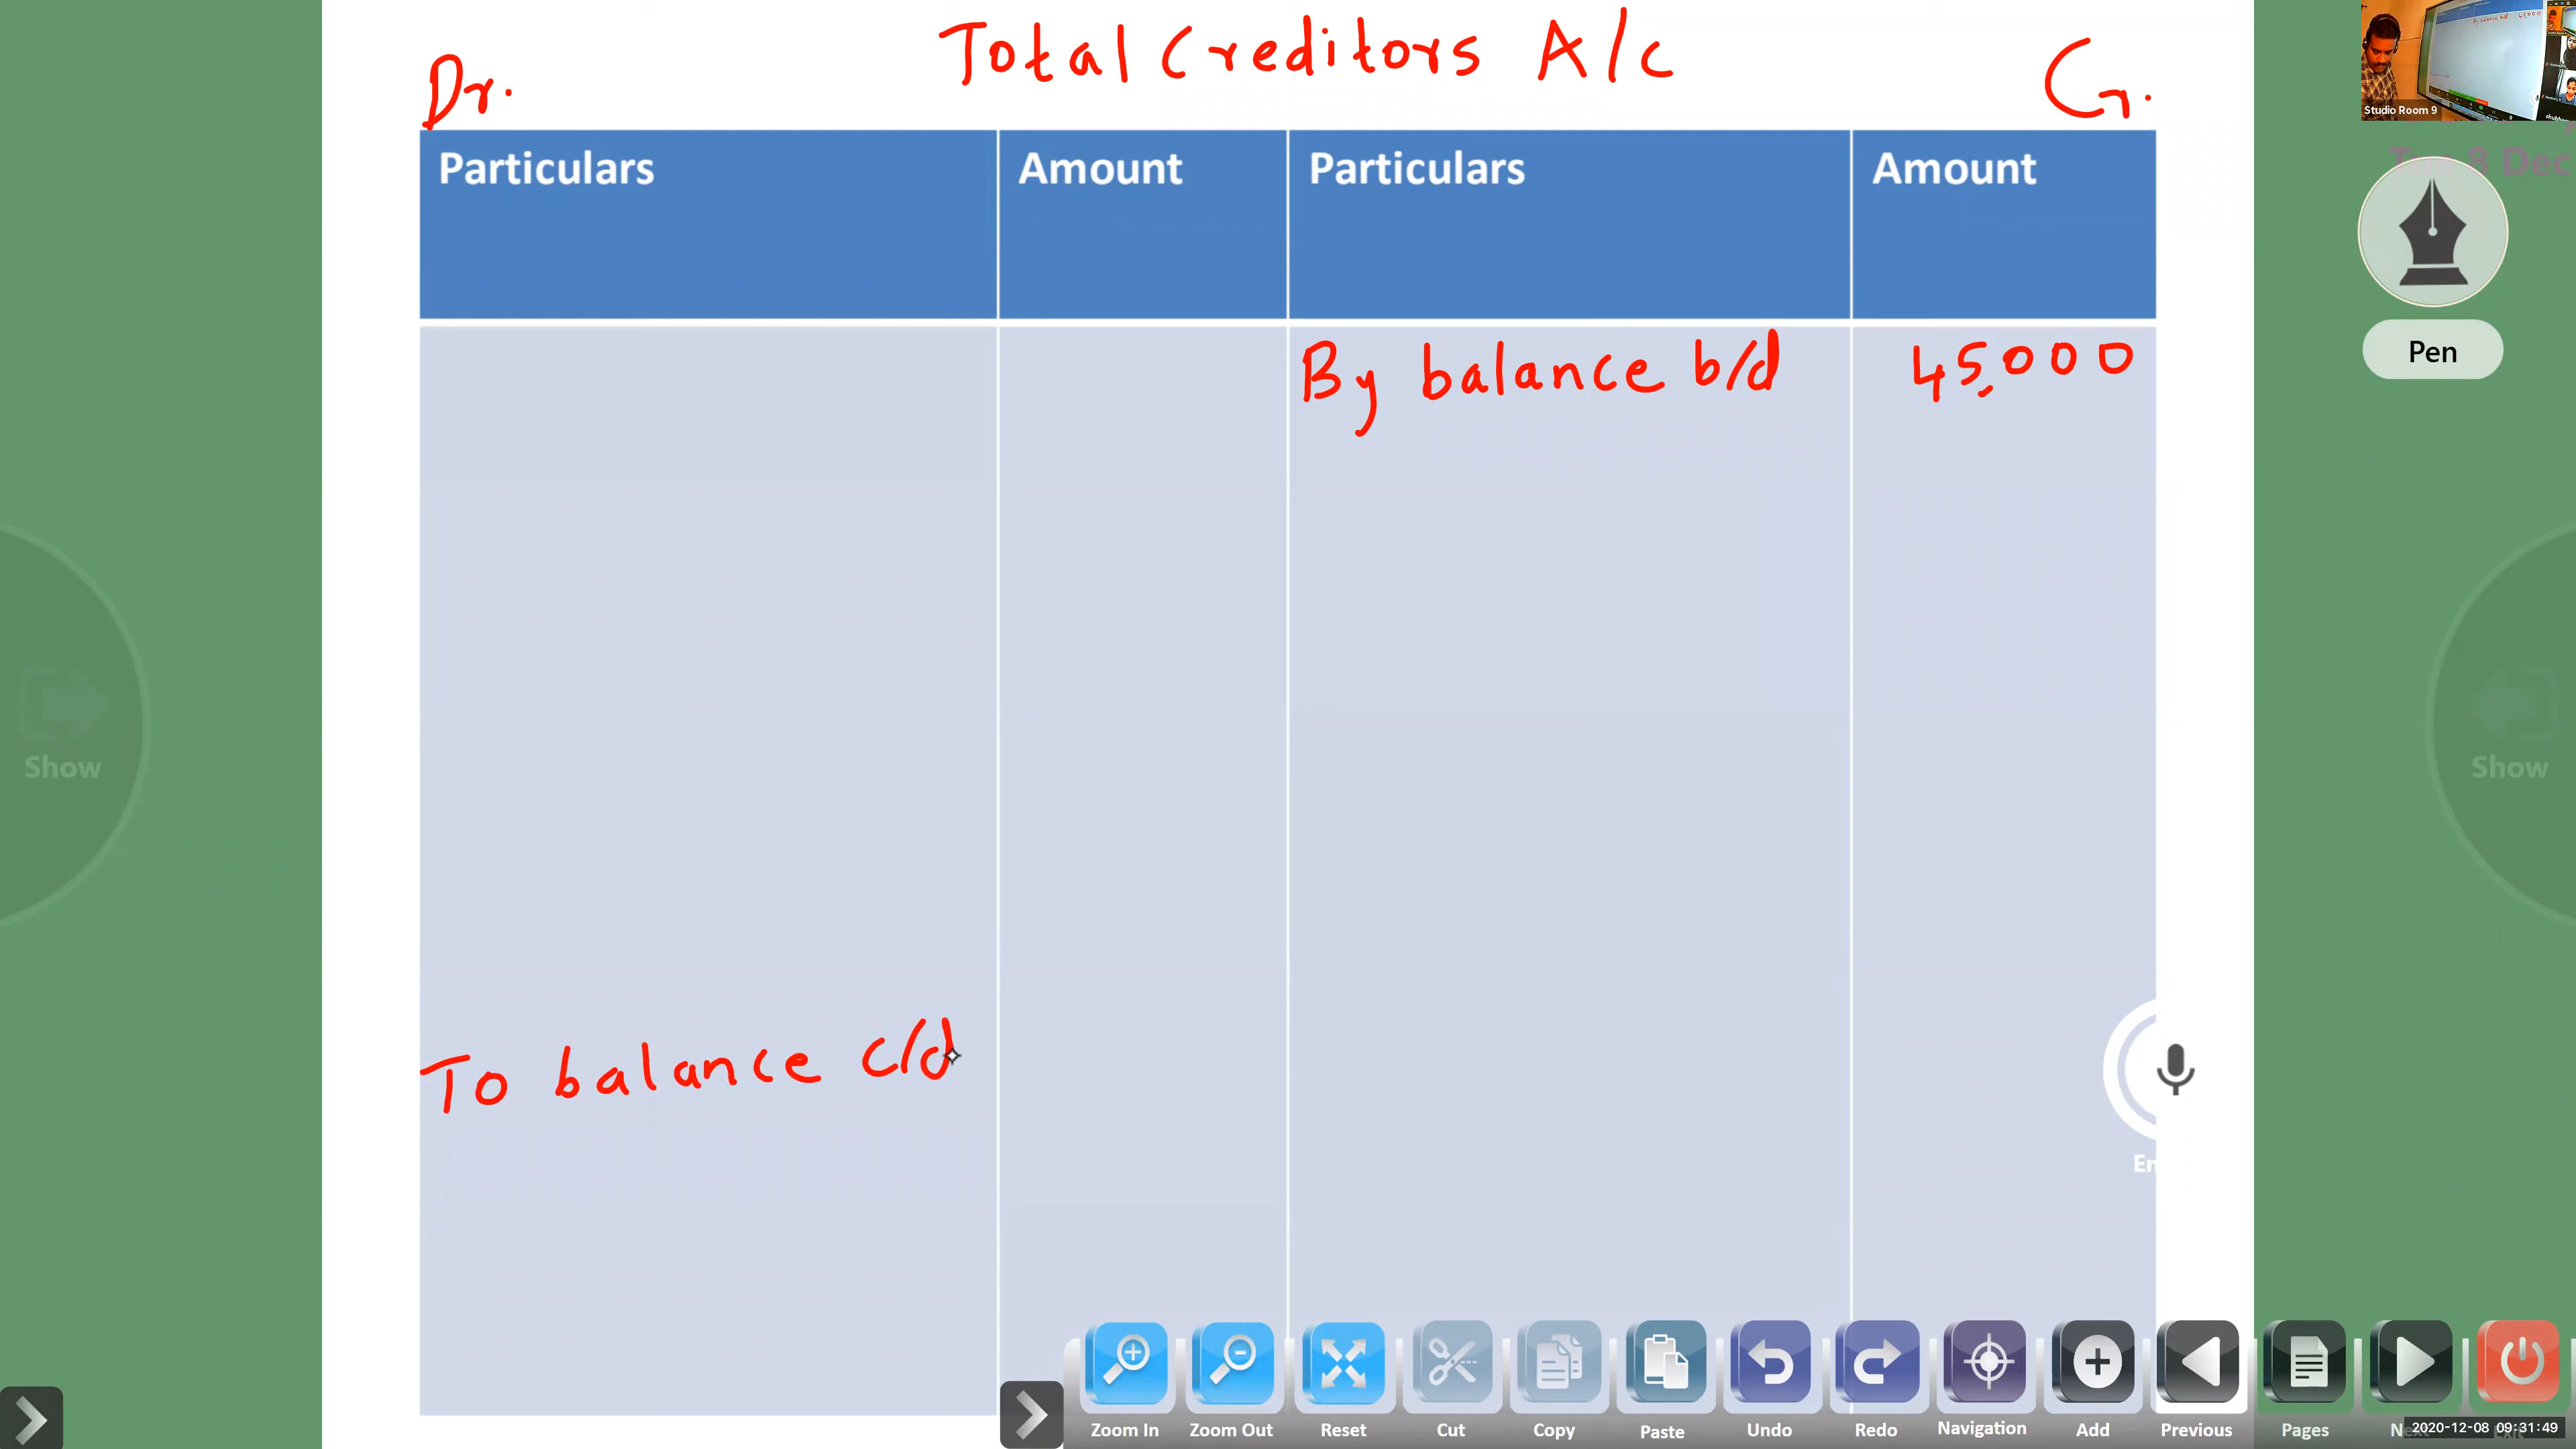 Total Creditors A/c
Dr.
Cr.
Particulars Amount Particulars Amount
By balance b/d 45,000
To balance c/d
Studio Room 9
8 Dec
Pen
Show
Show
Zoom In Zoom Out Reset Cut Copy Paste Undo Redo Navigation Add Previous Pages
2020-12-08 09:31:49